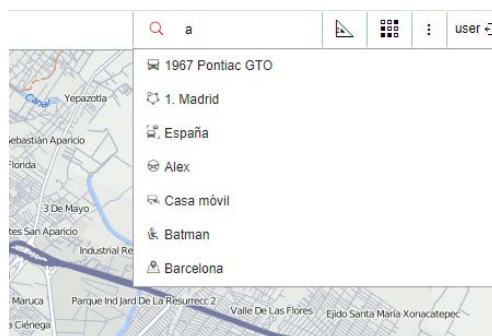 a
user
1967 Pontiac GTO
1. Madrid
España
Alex
Casa móvil
Batman
Barcelona
Canal
Yepazotla
ebastián Aparicio
Florida
3 De Mayo
tes San Aparicio
Industrial Re
Maruca
Parque Ind Jard De La Resurrecc 2
Valle De Las Flores
Ejido Santa María Xonacatepec
a Ciénega